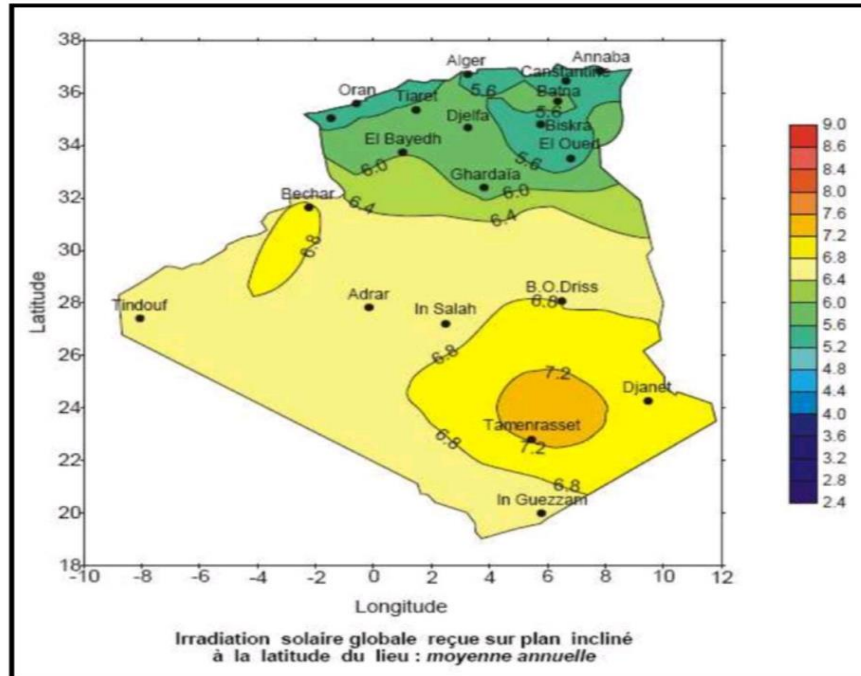 38
36
34
32
30
28
26
24
22
20
18
Latitude
Alger
Annaba
Canstantine
Oran
5.6
Batna
Tiaret
5.6
Djelfa
Biskra
El Bayedh
El Oued
5.6
6.0
Ghardaïa
6.0
Bechar
6.4
6.4
6.8
B.O.Driss
6.8
Tindouf
Adrar
In Salah
6.8
7.2
Djanet
Tamenrasset
7.2
6.8
6.8
In Guezzam
-10 -8 -6 -4 -2 0 2 4 6 8 10 12
Longitude
9.0
8.6
8.4
8.0
7.6
7.2
6.8
6.4
6.0
5.6
5.2
4.8
4.4
4.0
3.6
3.2
2.8
2.4
Irradiation solaire globale reçue sur plan incliné
à la latitude du lieu : moyenne annuelle